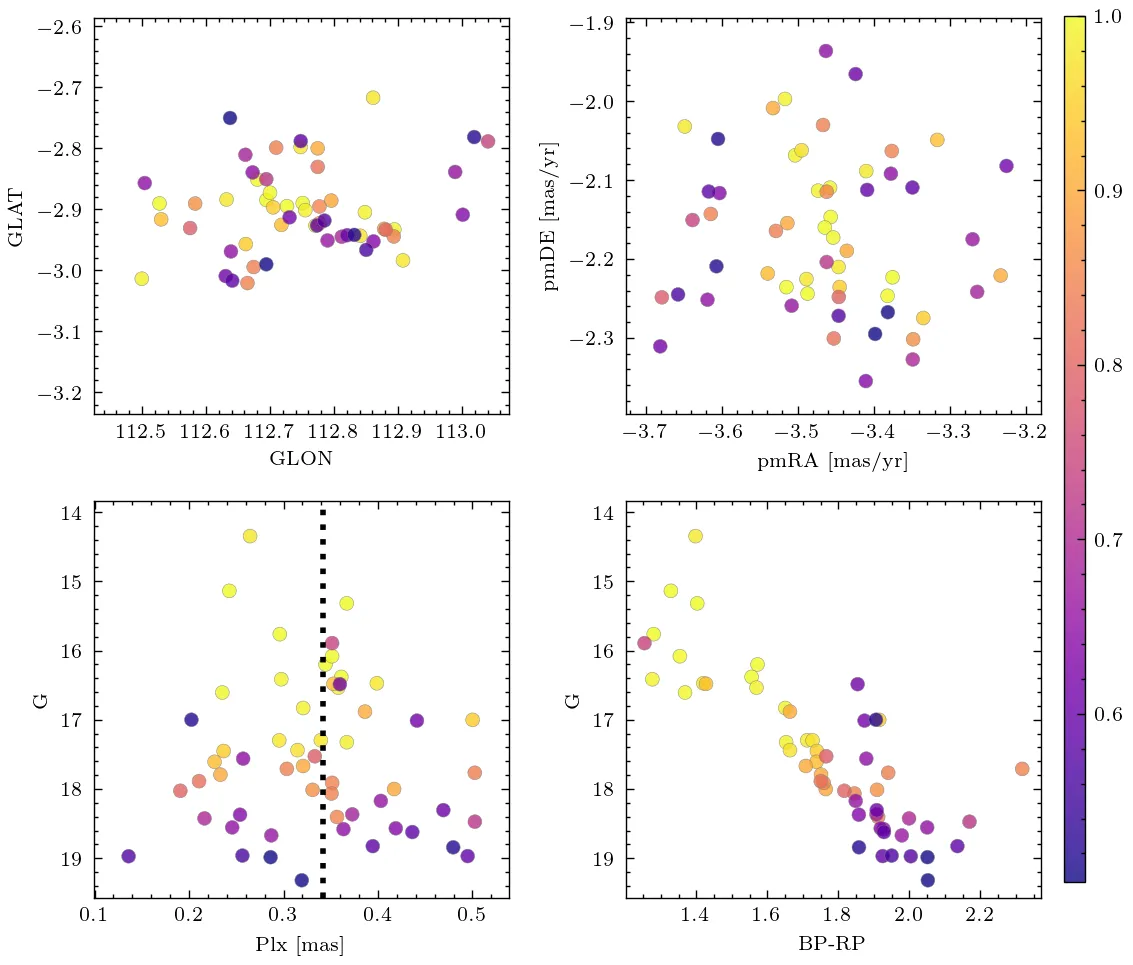 −2.6
−2.7
−2.8
−2.9
−3.0
−3.1
−3.2
GLAT
112.5 112.6 112.7 112.8 112.9 113.0
GLON
−1.9
−2.0
−2.1
−2.2
−2.3
pmDE [mas/yr]
−3.7 −3.6 −3.5 −3.4 −3.3 −3.2
pmRA [mas/yr]
14
15
16
17
18
19
G
0.1 0.2 0.3 0.4 0.5
Plx [mas]
14
15
16
17
18
19
G
1.4 1.6 1.8 2.0 2.2
BP-RP
1.0
0.9
0.8
0.7
0.6